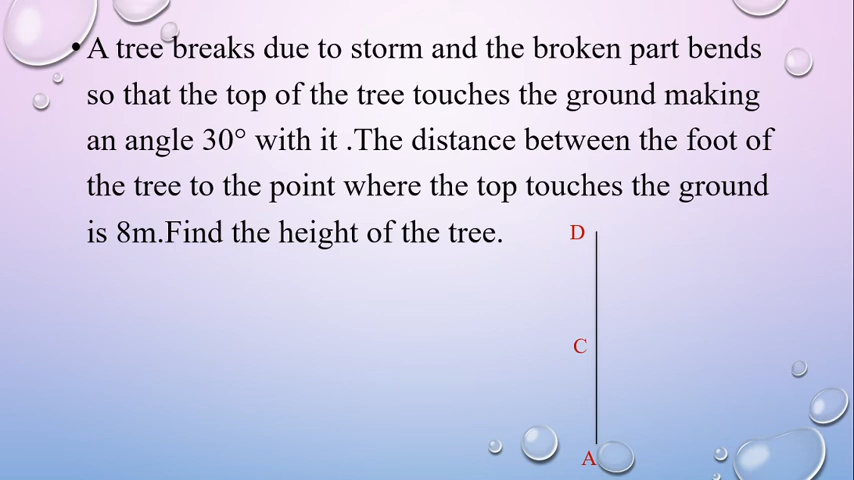 • A tree breaks due to storm and the broken part bends
so that the top of the tree touches the ground making
an angle 30° with it .The distance between the foot of
the tree to the point where the top touches the ground
is 8m.Find the height of the tree.
D
C
A